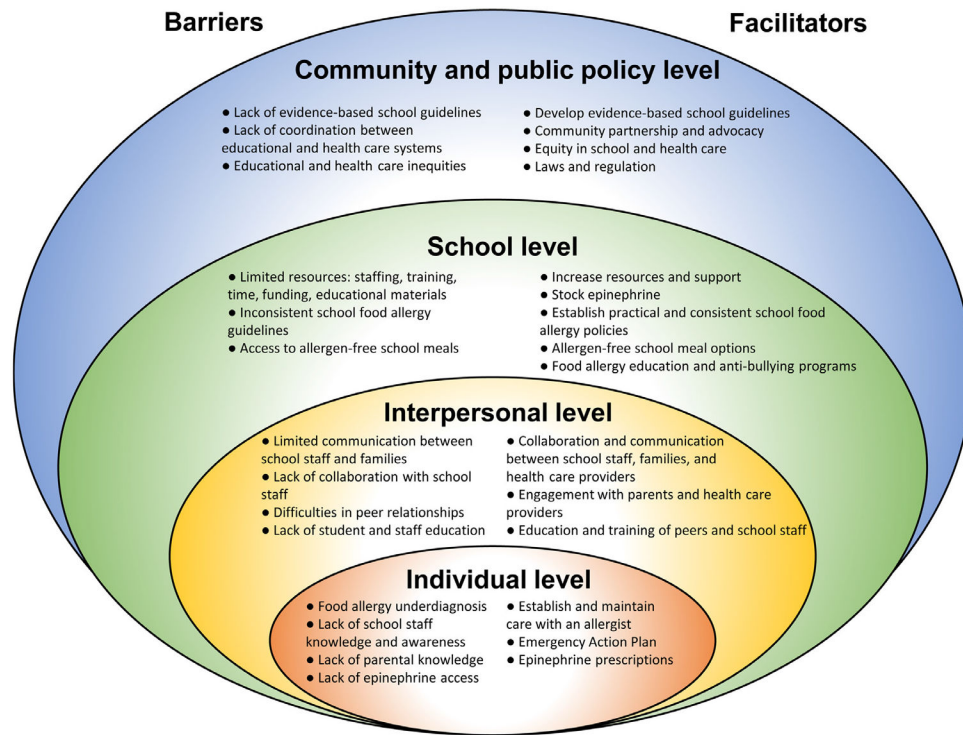 Barriers
Facilitators
Community and public policy level
● Lack of evidence-based school guidelines
● Lack of coordination between
educational and health care systems
● Educational and health care inequities
● Develop evidence-based school guidelines
● Community partnership and advocacy
● Equity in school and health care
● Laws and regulation
School level
● Limited resources: staffing, training,
time, funding, educational materials
● Inconsistent school food allergy
guidelines
● Access to allergen-free school meals
● Increase resources and support
● Stock epinephrine
● Establish practical and consistent school food
allergy policies
● Allergen-free school meal options
● Food allergy education and anti-bullying programs
Interpersonal level
● Limited communication between
school staff and families
● Lack of collaboration with school
staff
● Difficulties in peer relationships
● Lack of student and staff education
● Collaboration and communication
between school staff, families, and
health care providers
● Engagement with parents and health care
providers
● Education and training of peers and school staff
Individual level
● Food allergy underdiagnosis
● Lack of school staff
knowledge and awareness
● Lack of parental knowledge
● Lack of epinephrine access
● Establish and maintain
care with an allergist
● Emergency Action Plan
● Epinephrine prescriptions